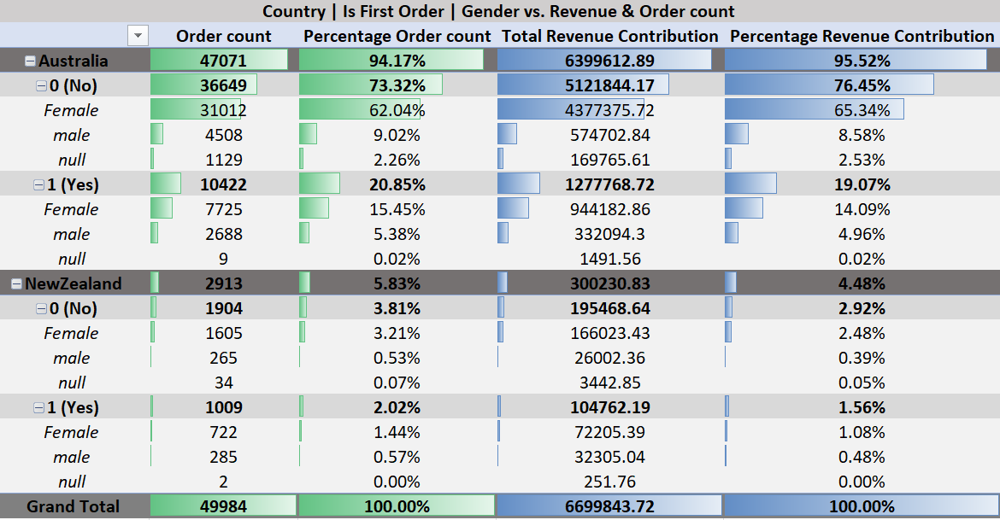 Country | Is First Order | Gender vs. Revenue & Order count
Order count Percentage Order count Total Revenue Contribution Percentage Revenue Contribution
Australia 47071 94.17% 6399612.89 95.52%
0 (No) 36649 73.32% 5121844.17 76.45%
Female 31012 62.04% 4377375.72 65.34%
male 4508 9.02% 574702.84 8.58%
null 1129 2.26% 169765.61 2.53%
1 (Yes) 10422 20.85% 1277768.72 19.07%
Female 7725 15.45% 944182.86 14.09%
male 2688 5.38% 332094.3 4.96%
null 9 0.02% 1491.56 0.02%
NewZealand 2913 5.83% 300230.83 4.48%
0 (No) 1904 3.81% 195468.64 2.92%
Female 1605 3.21% 166023.43 2.48%
male 265 0.53% 26002.36 0.39%
null 34 0.07% 3442.85 0.05%
1 (Yes) 1009 2.02% 104762.19 1.56%
Female 722 1.44% 72205.39 1.08%
male 285 0.57% 32305.04 0.48%
null 2 0.00% 251.76 0.00%
Grand Total 49984 100.00% 6699843.72 100.00%